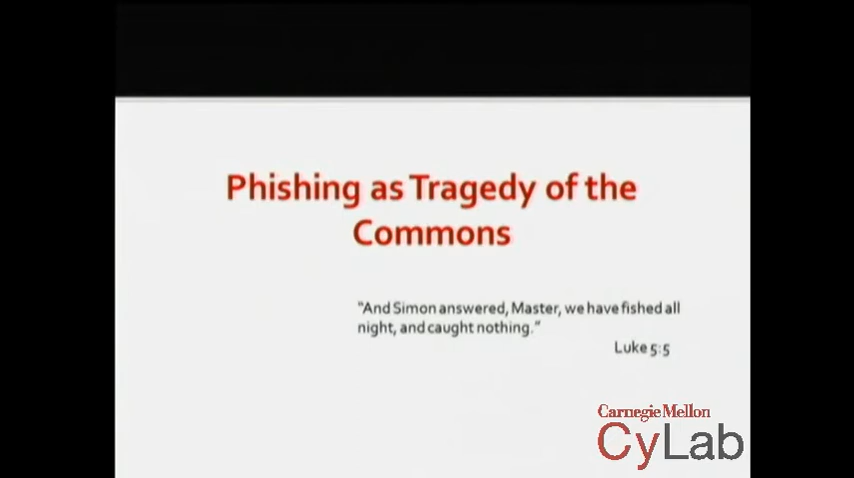 Phishing as Tragedy of the
Commons
"And Simon answered, Master, we have fished all
night, and caught nothing."
Luke 5:5
Carnegie Mellon
CyLab